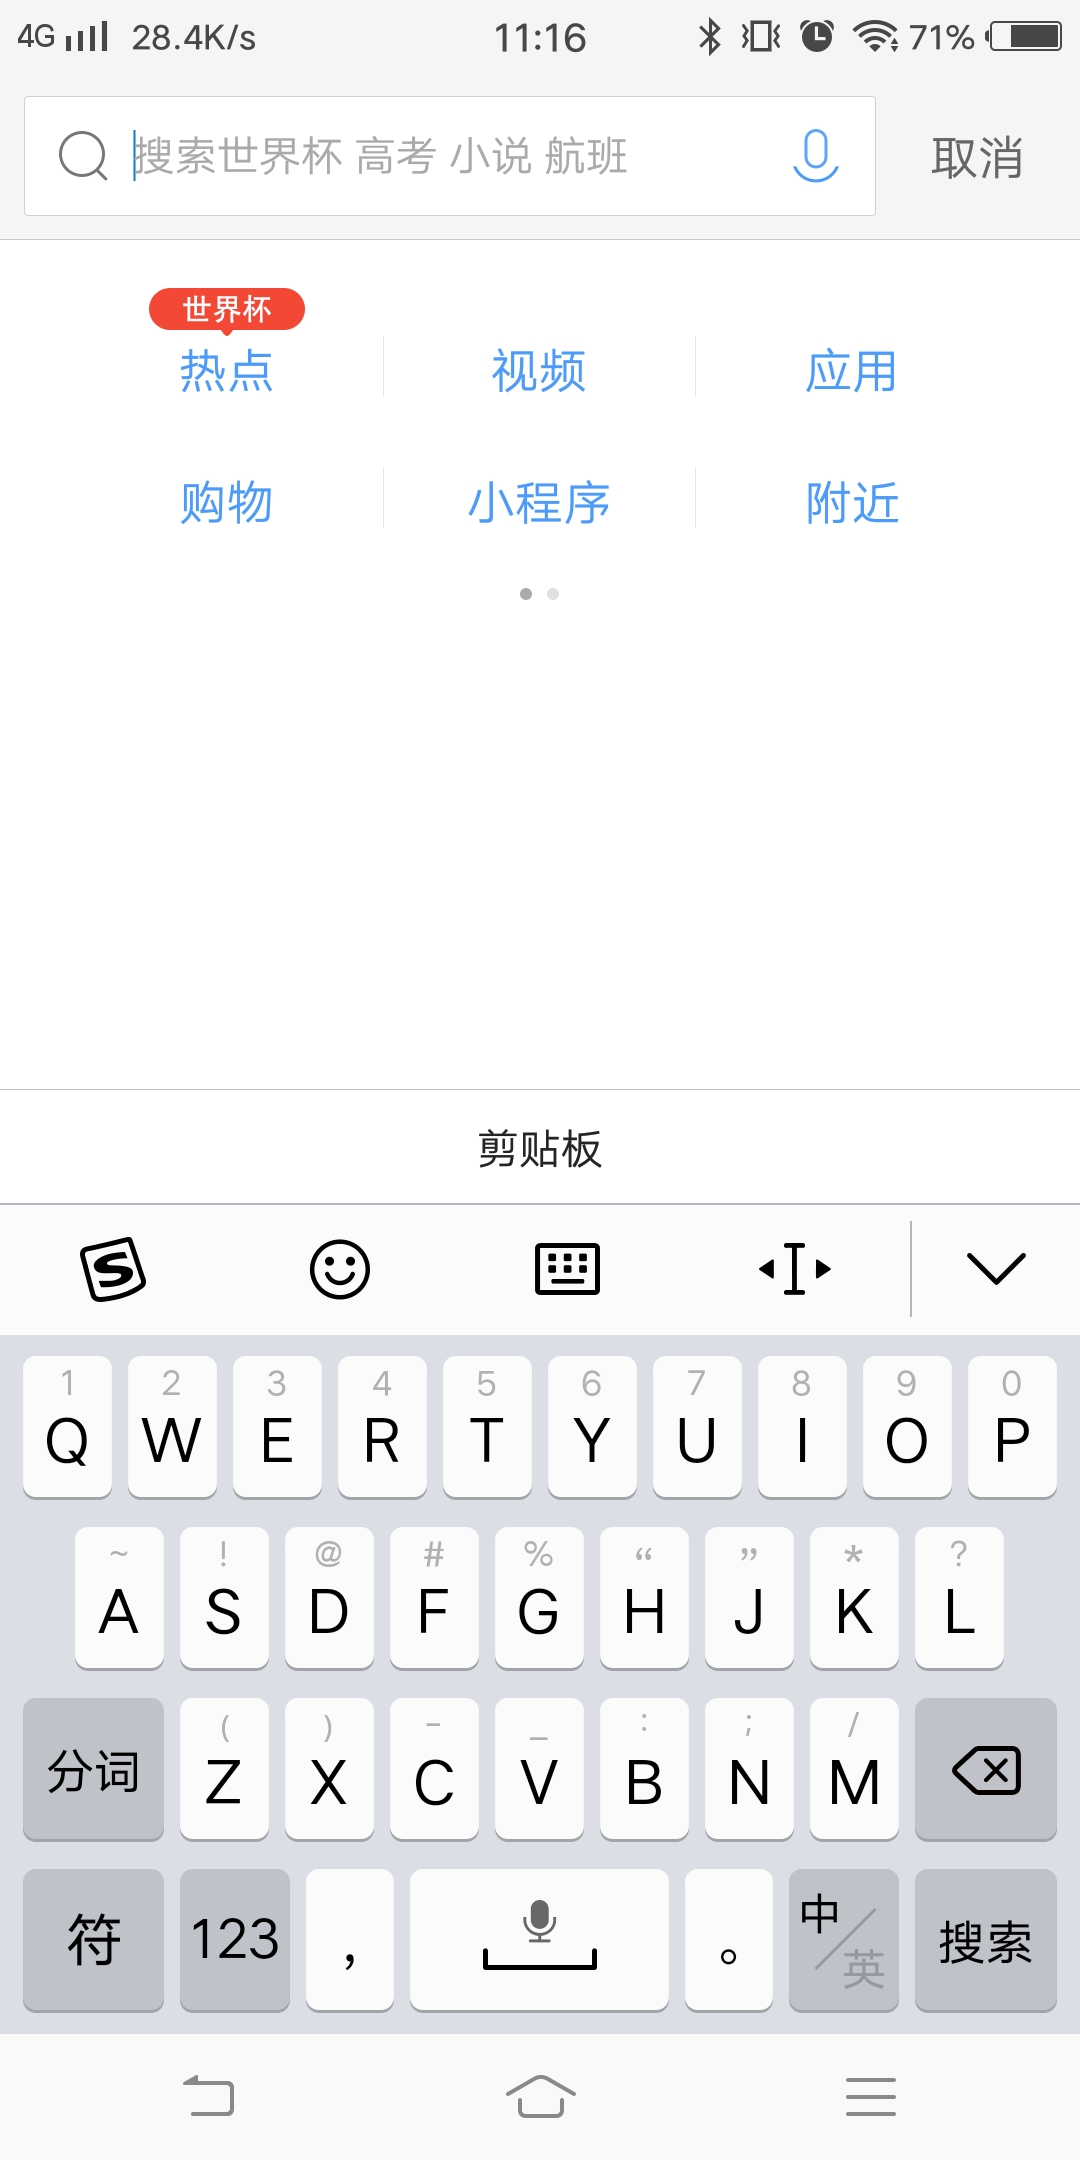 4G 28.4K/s 11:16 71%
搜索世界杯 高考 小说 航班 取消
世界杯
热点 视频 应用
购物 小程序 附近
剪贴板
1 2 3 4 5 6 7 8 9 0
Q W E R T Y U I O P
~ ! @ # % “ ” * ?
A S D F G H J K L
( ) - _ : ; /
分词 Z X C V B N M
符 123 , 。 中/英 搜索